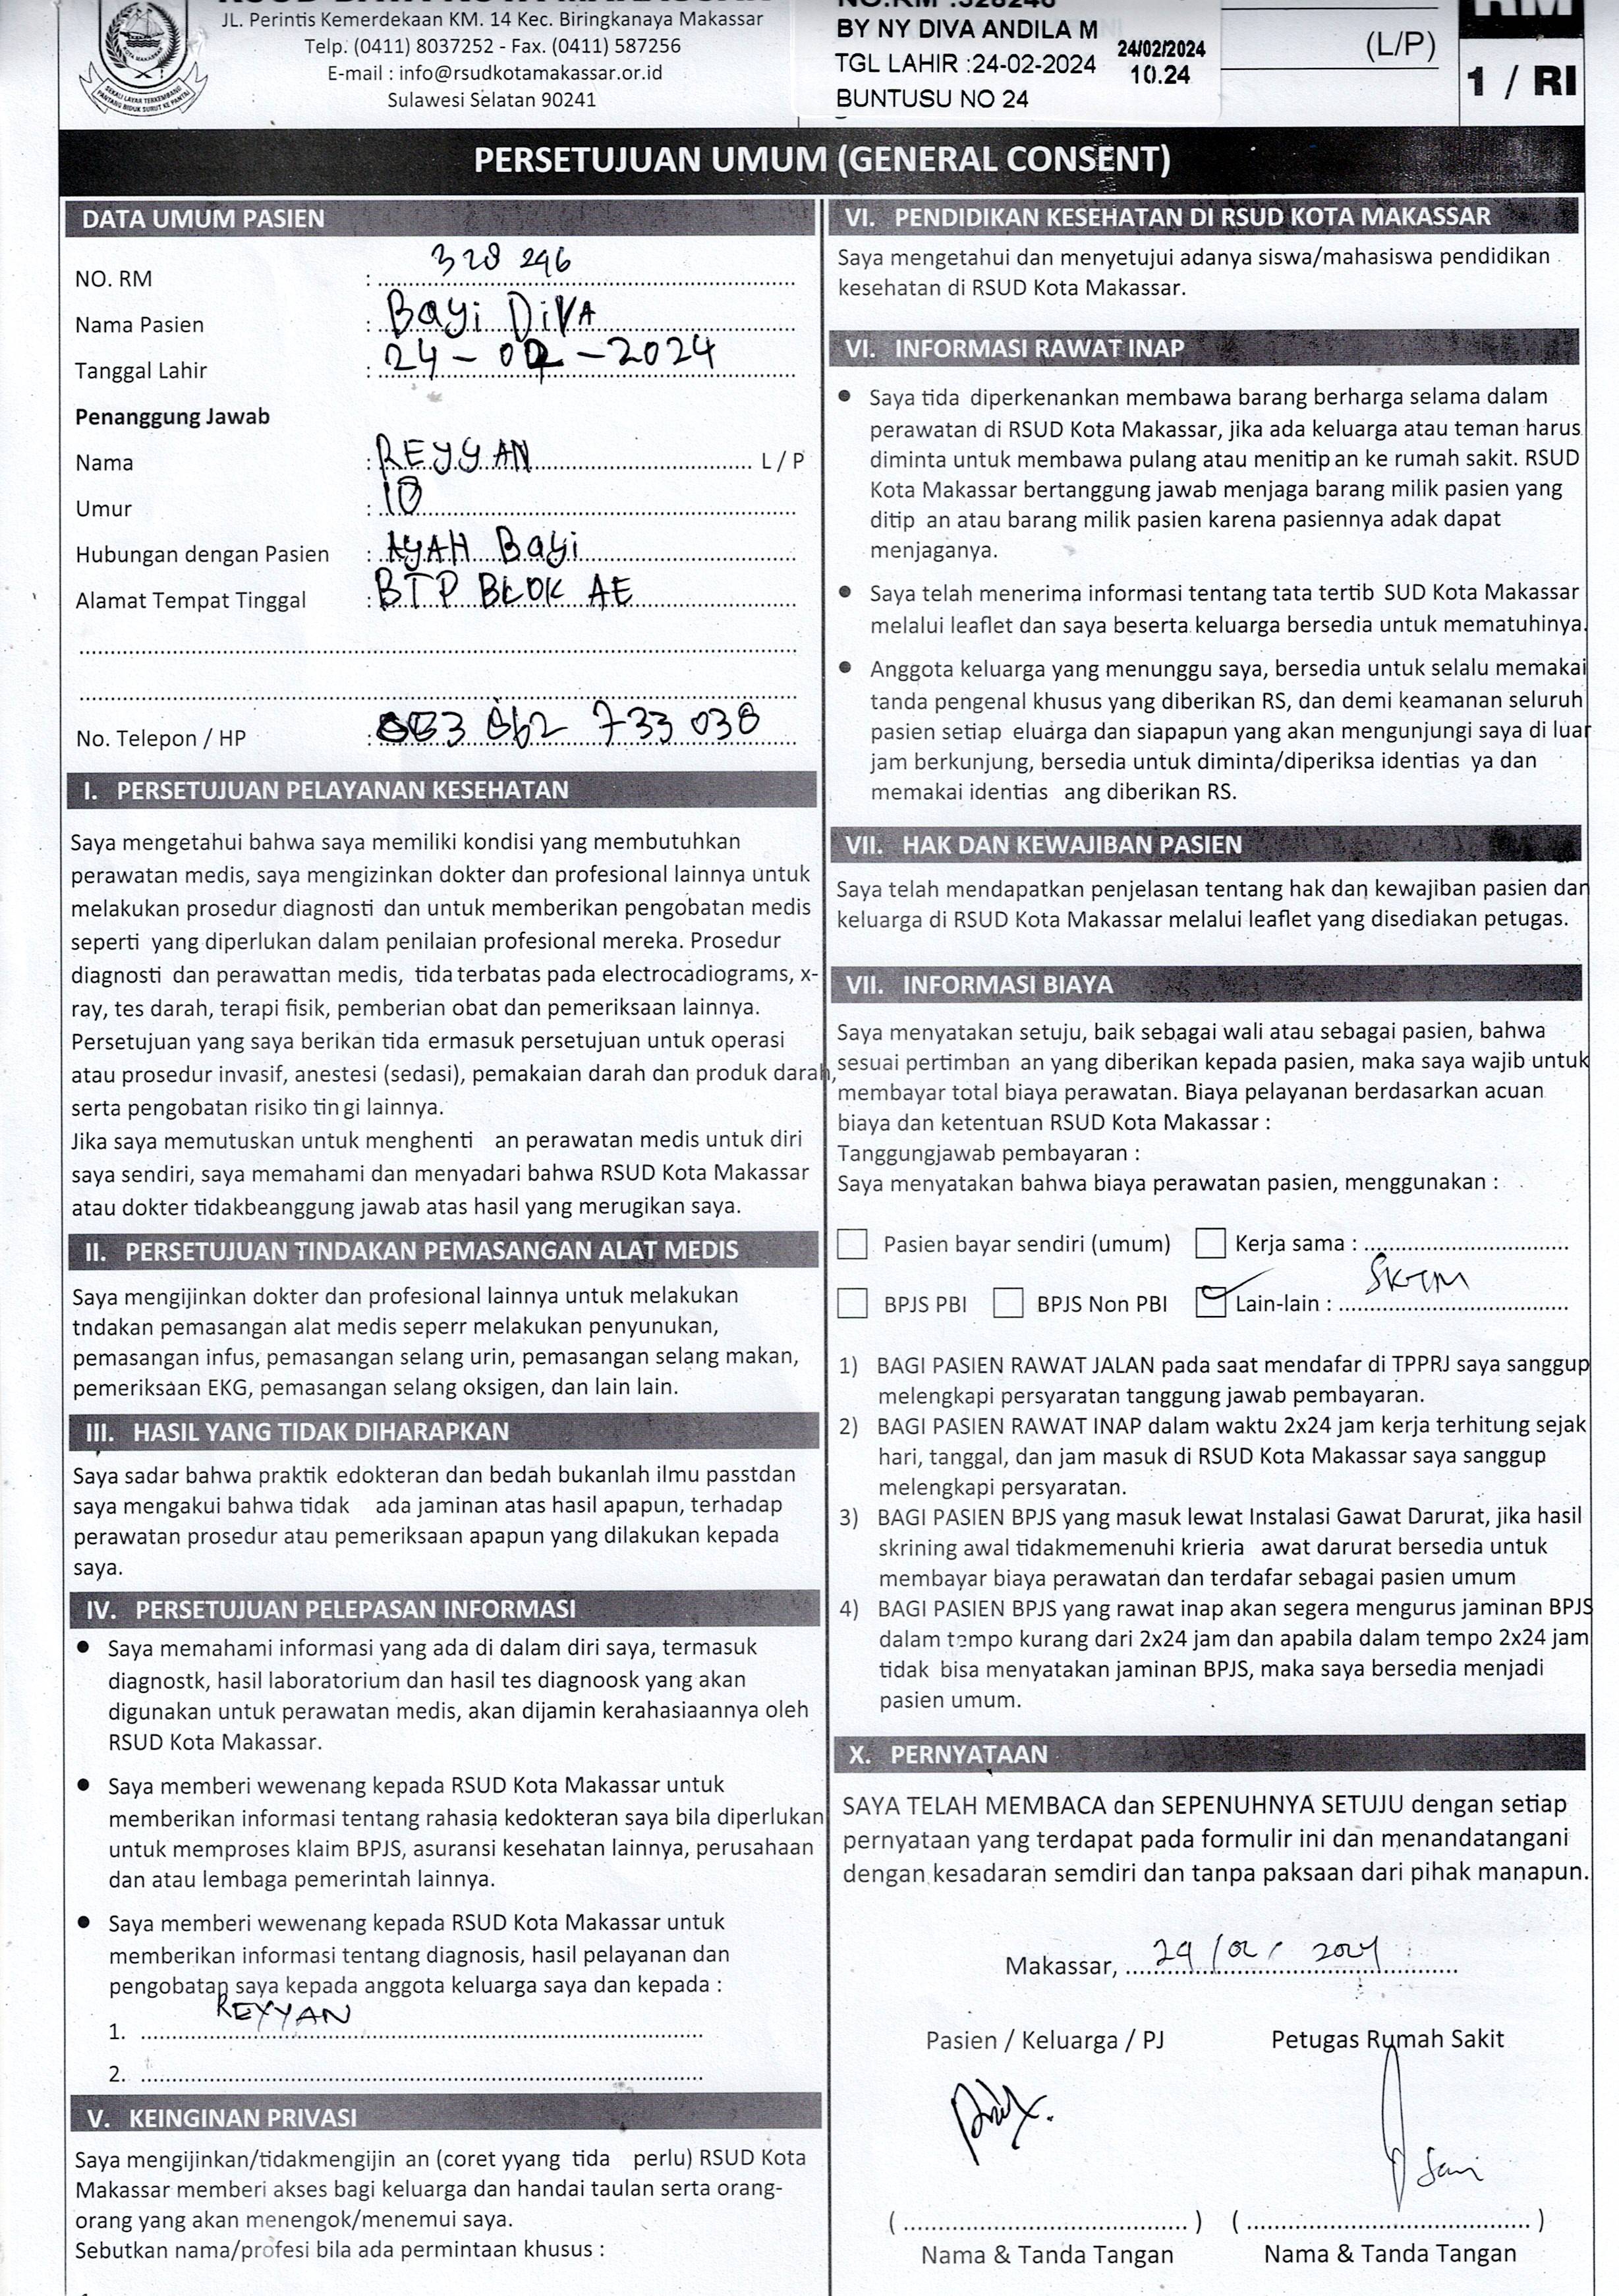 JL. Perintis Kemerdekaan KM. 14 Kec. Biringkanaya Makassar
Telp. (0411) 8037252 - Fax. (0411) 587256
E-mail : info@rsudkotamakassar.or.id
Sulawesi Selatan 90241
BY NY DIVA ANDILA M
TGL LAHIR :24-02-2024
BUNTUSU NO 24
24/02/2024
10.24
(L/P)
1 / RI
PERSETUJUAN UMUM (GENERAL CONSENT)
DATA UMUM PASIEN
NO. RM : 328 246
Nama Pasien : Bayi DiVA
Tanggal Lahir : 24 - 02 - 2024
Penanggung Jawab
Nama : REYYAN L / P
Umur : 18
Hubungan dengan Pasien : AYAH Bayi
Alamat Tempat Tinggal : BTP BLOK AE
No. Telepon / HP : 733 038
I. PERSETUJUAN PELAYANAN KESEHATAN
Saya mengetahui bahwa saya memiliki kondisi yang membutuhkan
perawatan medis, saya mengizinkan dokter dan profesional lainnya untuk
melakukan prosedur diagnosti dan untuk memberikan pengobatan medis
seperti yang diperlukan dalam penilaian profesional mereka. Prosedur
diagnosti dan perawattan medis, tida terbatas pada electrocadiograms, x-
ray, tes darah, terapi fisik, pemberian obat dan pemeriksaan lainnya.
Persetujuan yang saya berikan tida ermasuk persetujuan untuk operasi
atau prosedur invasif, anestesi (sedasi), pemakaian darah dan produk darah,
serta pengobatan risiko tin gi lainnya.
Jika saya memutuskan untuk menghenti an perawatan medis untuk diri
saya sendiri, saya memahami dan menyadari bahwa RSUD Kota Makassar
atau dokter tidakbeanggung jawab atas hasil yang merugikan saya.
II. PERSETUJUAN TINDAKAN PEMASANGAN ALAT MEDIS
Saya mengijinkan dokter dan profesional lainnya untuk melakukan
tndakan pemasangan alat medis seperr melakukan penyunukan,
pemasangan infus, pemasangan selang urin, pemasangan selang makan,
pemeriksaan EKG, pemasangan selang oksigen, dan lain lain.
III. HASIL YANG TIDAK DIHARAPKAN
Saya sadar bahwa praktik edokteran dan bedah bukanlah ilmu passtdan
saya mengakui bahwa tidak ada jaminan atas hasil apapun, terhadap
perawatan prosedur atau pemeriksaan apapun yang dilakukan kepada
saya.
IV. PERSETUJUAN PELEPASAN INFORMASI
● Saya memahami informasi yang ada di dalam diri saya, termasuk
diagnostk, hasil laboratorium dan hasil tes diagnoosk yang akan
digunakan untuk perawatan medis, akan dijamin kerahasiaannya oleh
RSUD Kota Makassar.
● Saya memberi wewenang kepada RSUD Kota Makassar untuk
memberikan informasi tentang rahasia kedokteran saya bila diperlukan
untuk memproses klaim BPJS, asuransi kesehatan lainnya, perusahaan
dan atau lembaga pemerintah lainnya.
● Saya memberi wewenang kepada RSUD Kota Makassar untuk
memberikan informasi tentang diagnosis, hasil pelayanan dan
pengobatan saya kepada anggota keluarga saya dan kepada :
1. REYYAN
2.
V. KEINGINAN PRIVASI
Saya mengijinkan/tidakmengijin an (coret yyang tida perlu) RSUD Kota
Makassar memberi akses bagi keluarga dan handai taulan serta orang-
orang yang akan menengok/menemui saya.
Sebutkan nama/profesi bila ada permintaan khusus :
VI. PENDIDIKAN KESEHATAN DI RSUD KOTA MAKASSAR
Saya mengetahui dan menyetujui adanya siswa/mahasiswa pendidikan
kesehatan di RSUD Kota Makassar.
VI. INFORMASI RAWAT INAP
● Saya tida diperkenankan membawa barang berharga selama dalam
perawatan di RSUD Kota Makassar, jika ada keluarga atau teman harus
diminta untuk membawa pulang atau menitip an ke rumah sakit. RSUD
Kota Makassar bertanggung jawab menjaga barang milik pasien yang
ditip an atau barang milik pasien karena pasiennya adak dapat
menjaganya.
● Saya telah menerima informasi tentang tata tertib SUD Kota Makassar
melalui leaflet dan saya beserta keluarga bersedia untuk mematuhinya.
● Anggota keluarga yang menunggu saya, bersedia untuk selalu memakai
tanda pengenal khusus yang diberikan RS, dan demi keamanan seluruh
pasien setiap eluarga dan siapapun yang akan mengunjungi saya di luar
jam berkunjung, bersedia untuk diminta/diperiksa identias ya dan
memakai identias ang diberikan RS.
VII. HAK DAN KEWAJIBAN PASIEN
Saya telah mendapatkan penjelasan tentang hak dan kewajiban pasien dan
keluarga di RSUD Kota Makassar melalui leaflet yang disediakan petugas.
VII. INFORMASI BIAYA
Saya menyatakan setuju, baik sebagai wali atau sebagai pasien, bahwa
sesuai pertimban an yang diberikan kepada pasien, maka saya wajib untuk
membayar total biaya perawatan. Biaya pelayanan berdasarkan acuan
biaya dan ketentuan RSUD Kota Makassar :
Tanggungjawab pembayaran :
Saya menyatakan bahwa biaya perawatan pasien, menggunakan :
Pasien bayar sendiri (umum) Kerja sama :
BPJS PBI BPJS Non PBI Lain-lain : SKTM
1) BAGI PASIEN RAWAT JALAN pada saat mendafar di TPPRJ saya sanggup
melengkapi persyaratan tanggung jawab pembayaran.
2) BAGI PASIEN RAWAT INAP dalam waktu 2x24 jam kerja terhitung sejak
hari, tanggal, dan jam masuk di RSUD Kota Makassar saya sanggup
melengkapi persyaratan.
3) BAGI PASIEN BPJS yang masuk lewat Instalasi Gawat Darurat, jika hasil
skrining awal tidakmemenuhi krieria awat darurat bersedia untuk
membayar biaya perawatan dan terdafar sebagai pasien umum
4) BAGI PASIEN BPJS yang rawat inap akan segera mengurus jaminan BPJS
dalam tempo kurang dari 2x24 jam dan apabila dalam tempo 2x24 jam
tidak bisa menyatakan jaminan BPJS, maka saya bersedia menjadi
pasien umum.
X. PERNYATAAN
SAYA TELAH MEMBACA dan SEPENUHNYA SETUJU dengan setiap
pernyataan yang terdapat pada formulir ini dan menandatangani
dengan kesadaran semdiri dan tanpa paksaan dari pihak manapun.
Makassar, 24/02/ 2024
Pasien / Keluarga / PJ Petugas Rumah Sakit
Sani
( ) ( )
Nama & Tanda Tangan Nama & Tanda Tangan